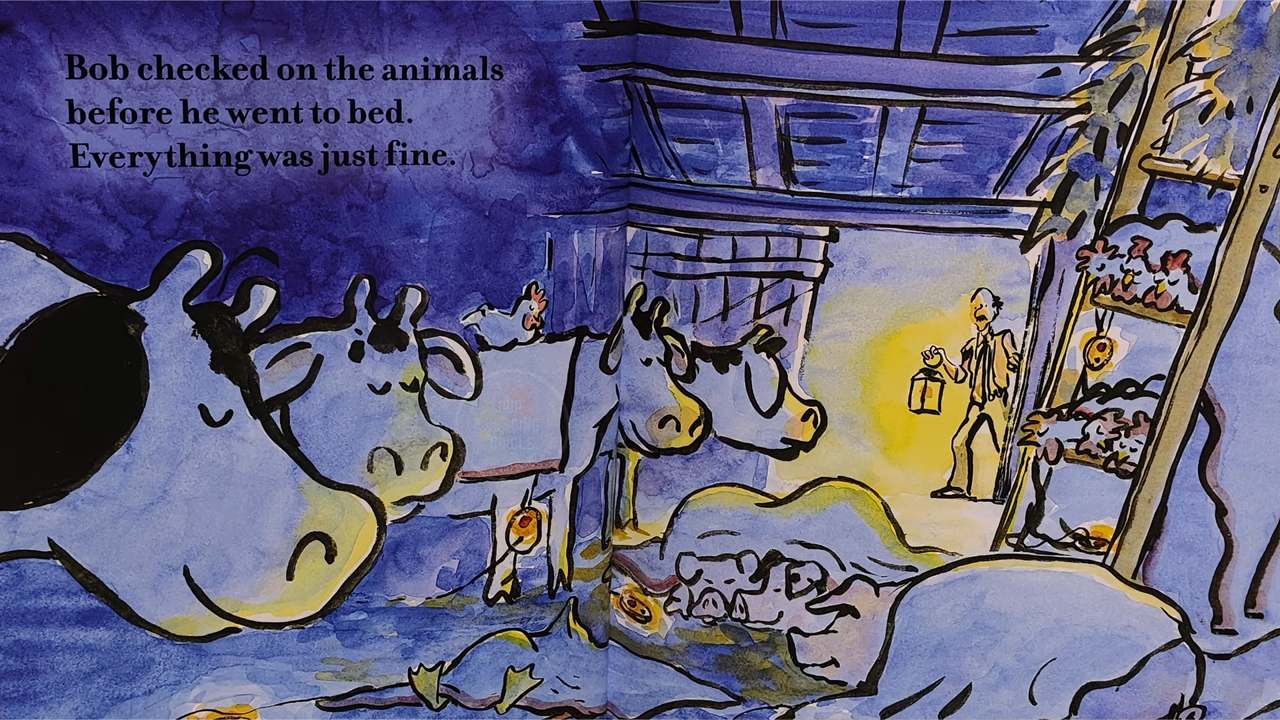 Bob checked on the animals
before he went to bed.
Everything was just fine.